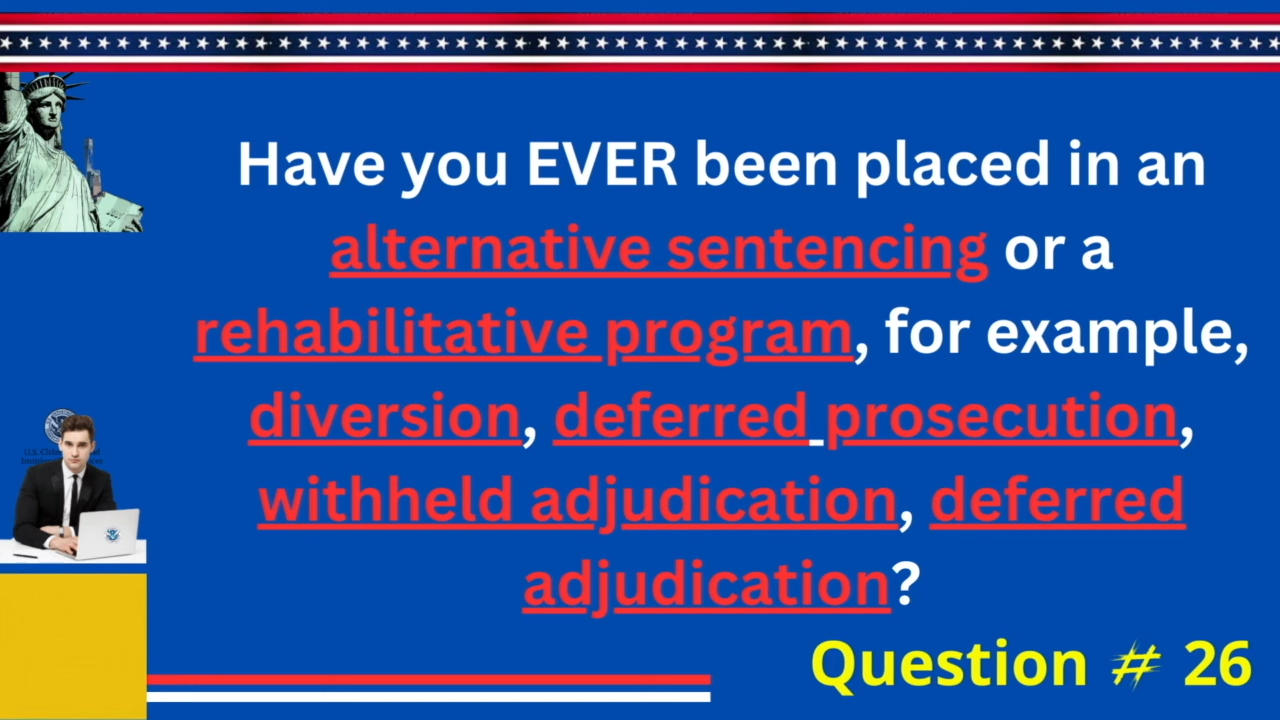 Have you EVER been placed in an
alternative sentencing or a
rehabilitative program, for example,
diversion, deferred prosecution,
withheld adjudication, deferred
adjudication?
Question # 26